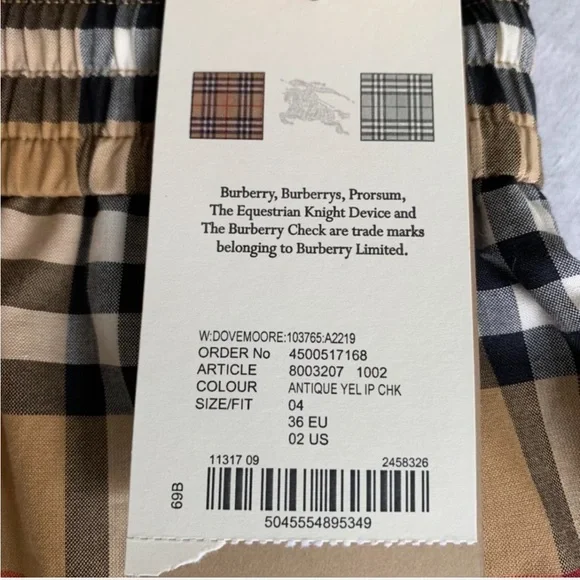 Burberry, Burberrys, Prorsum,
The Equestrian Knight Device and
The Burberry Check are trade marks
belonging to Burberry Limited.
W:DOVEMOORE:103765:A2219
ORDER No 4500517168
ARTICLE 8003207 1002
COLOUR ANTIQUE YEL IP CHK
SIZE/FIT 04
36 EU
02 US
11317 09 2458326
69B
5045554895349